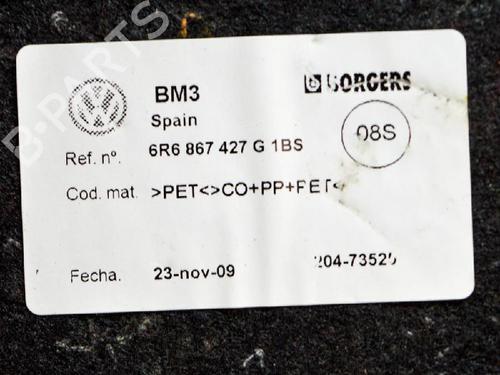 B-PARTS
BM3
BORGERS
Spain
08S
Ref. nº. 6R6 867 427 G 1BS
Cod. mat. >PET<>CO+PP+PET<
Fecha. 23-nov-09 204-73525